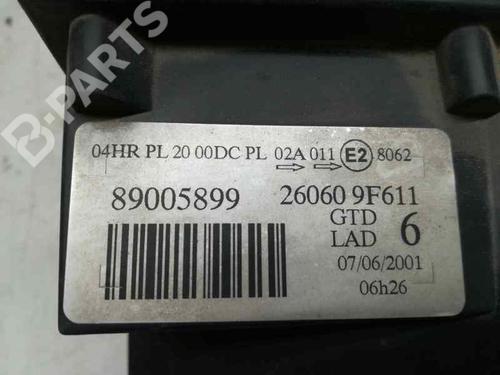 B-PARTS
04HR PL 20 00DC PL 02A 011 E2 8062
89005899 26060 9F611
GTD
LAD 6
07/06/2001
06h26